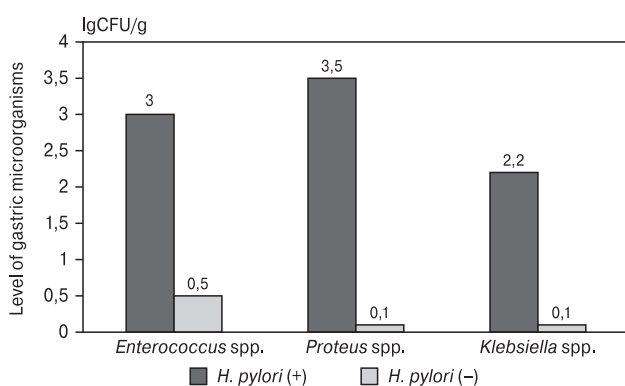 lgCFU/g
Level of gastric microorganisms
4
3,5
3
2,5
2
1,5
1
0,5
0
3
0,5
3,5
0,1
2,2
0,1
Enterococcus spp.
Proteus spp.
Klebsiella spp.
H. pylori (+)
H. pylori (–)